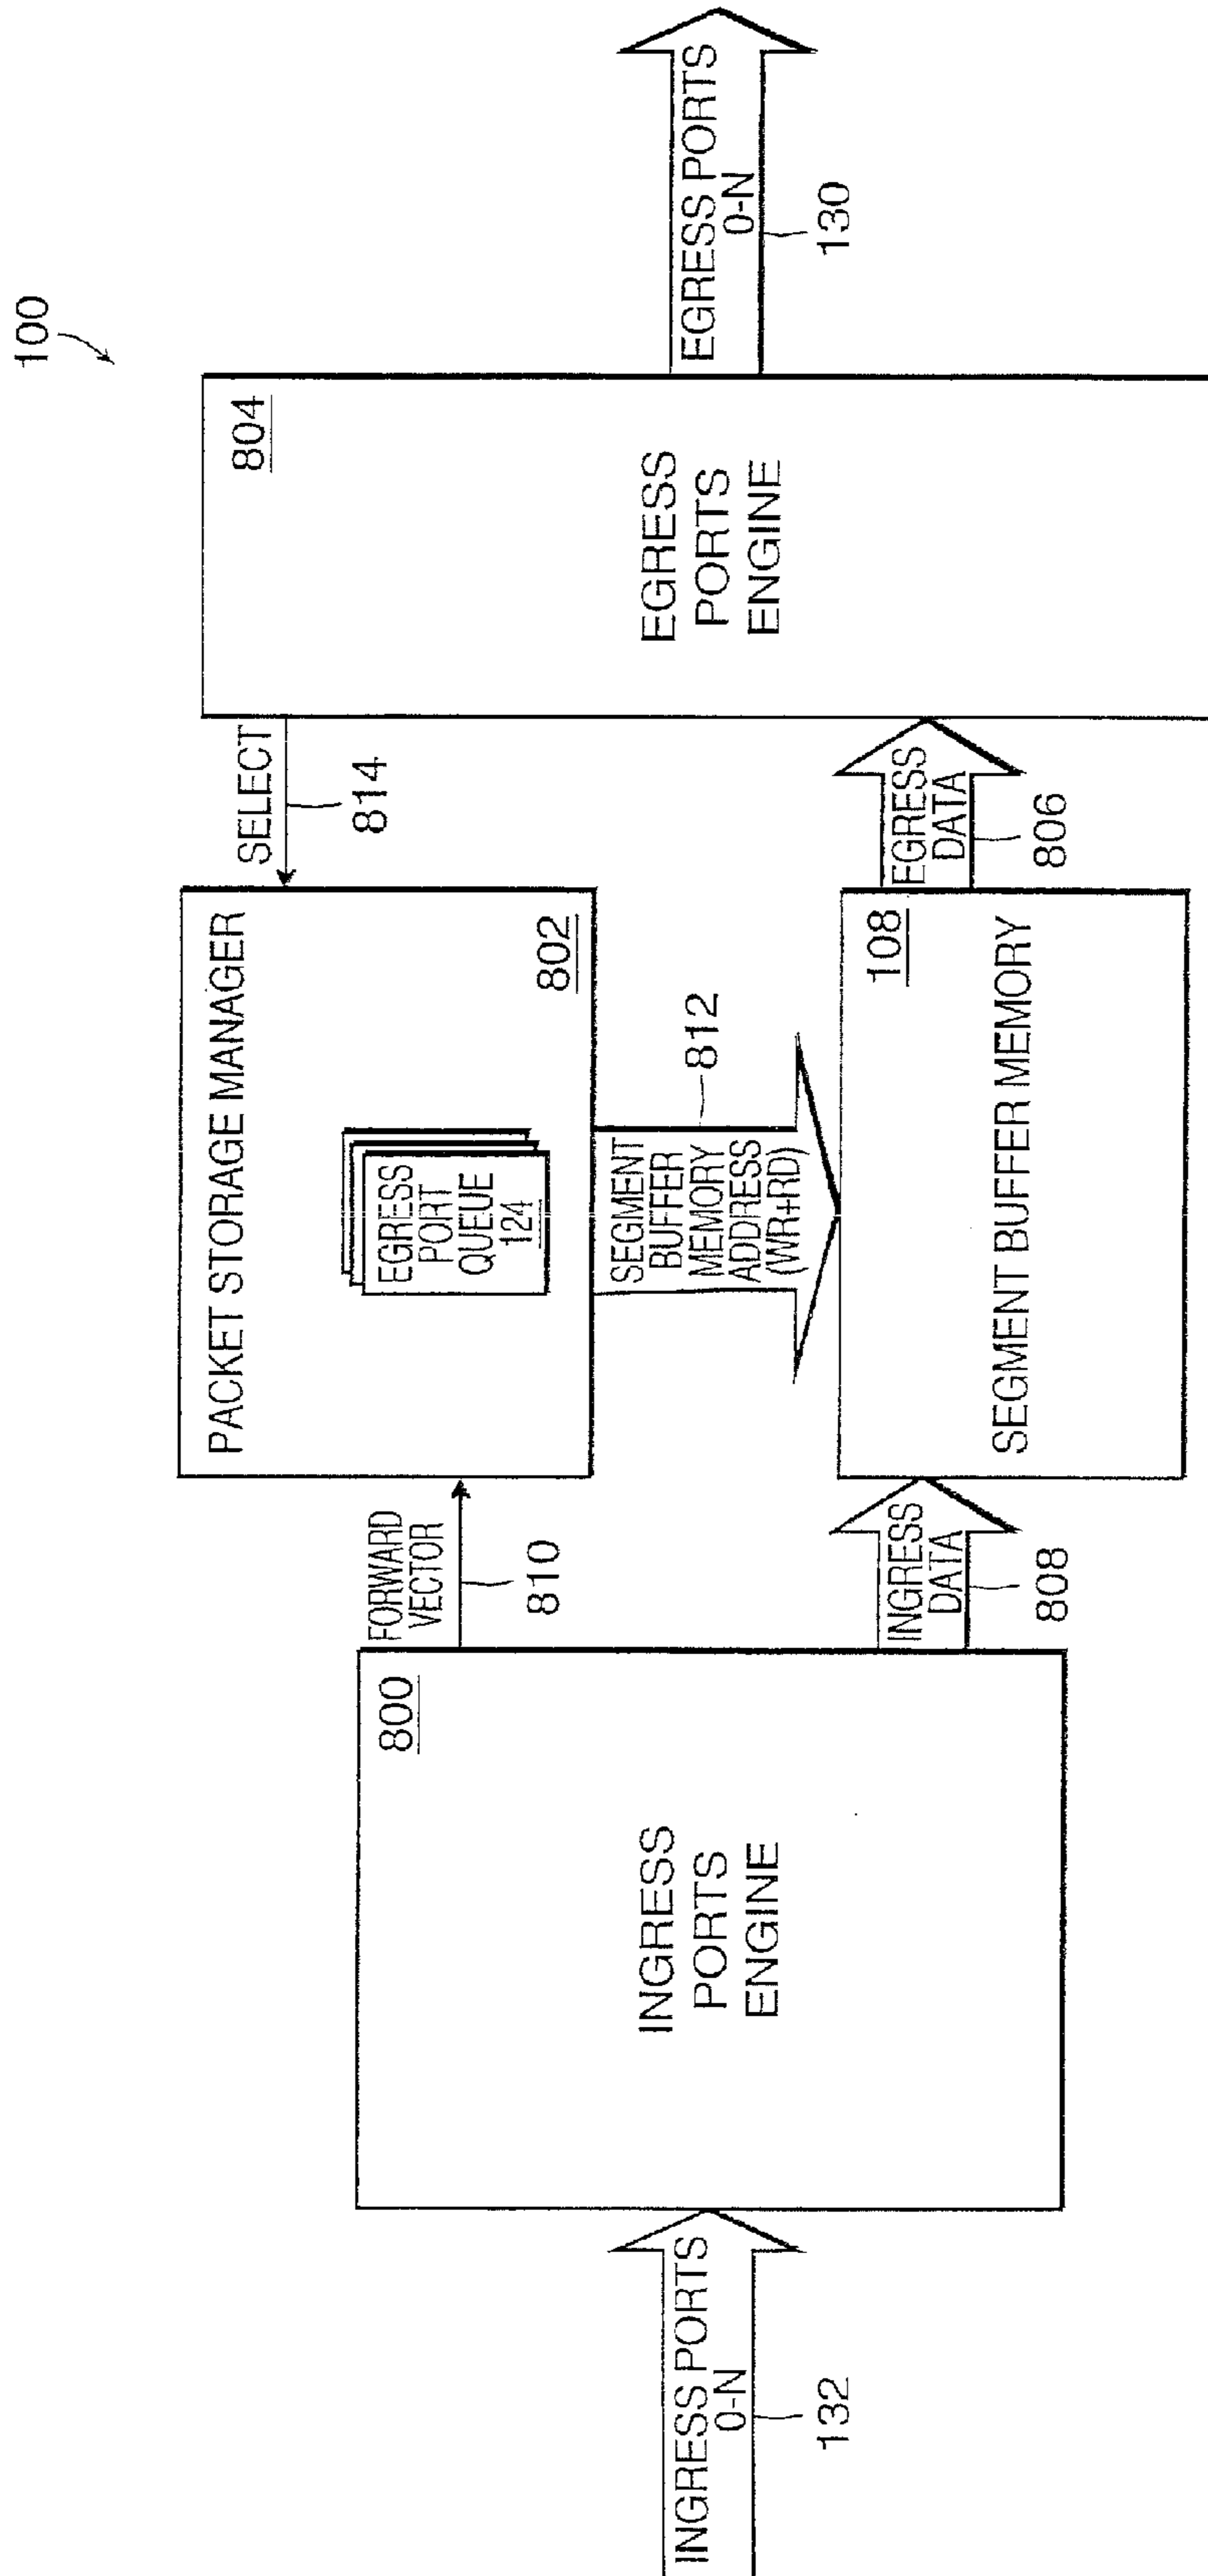 100
INGRESS PORTS
0-N
132
800
INGRESS
PORTS
ENGINE
FORWARD
VECTOR
810
INGRESS
DATA
808
PACKET STORAGE MANAGER
802
EGRESS
PORT
QUEUE
124
SEGMENT
BUFFER
MEMORY
ADDRESS
(WR+RD)
812
108
SEGMENT BUFFER MEMORY
SELECT
814
EGRESS
DATA
806
804
EGRESS
PORTS
ENGINE
EGRESS PORTS
0-N
130